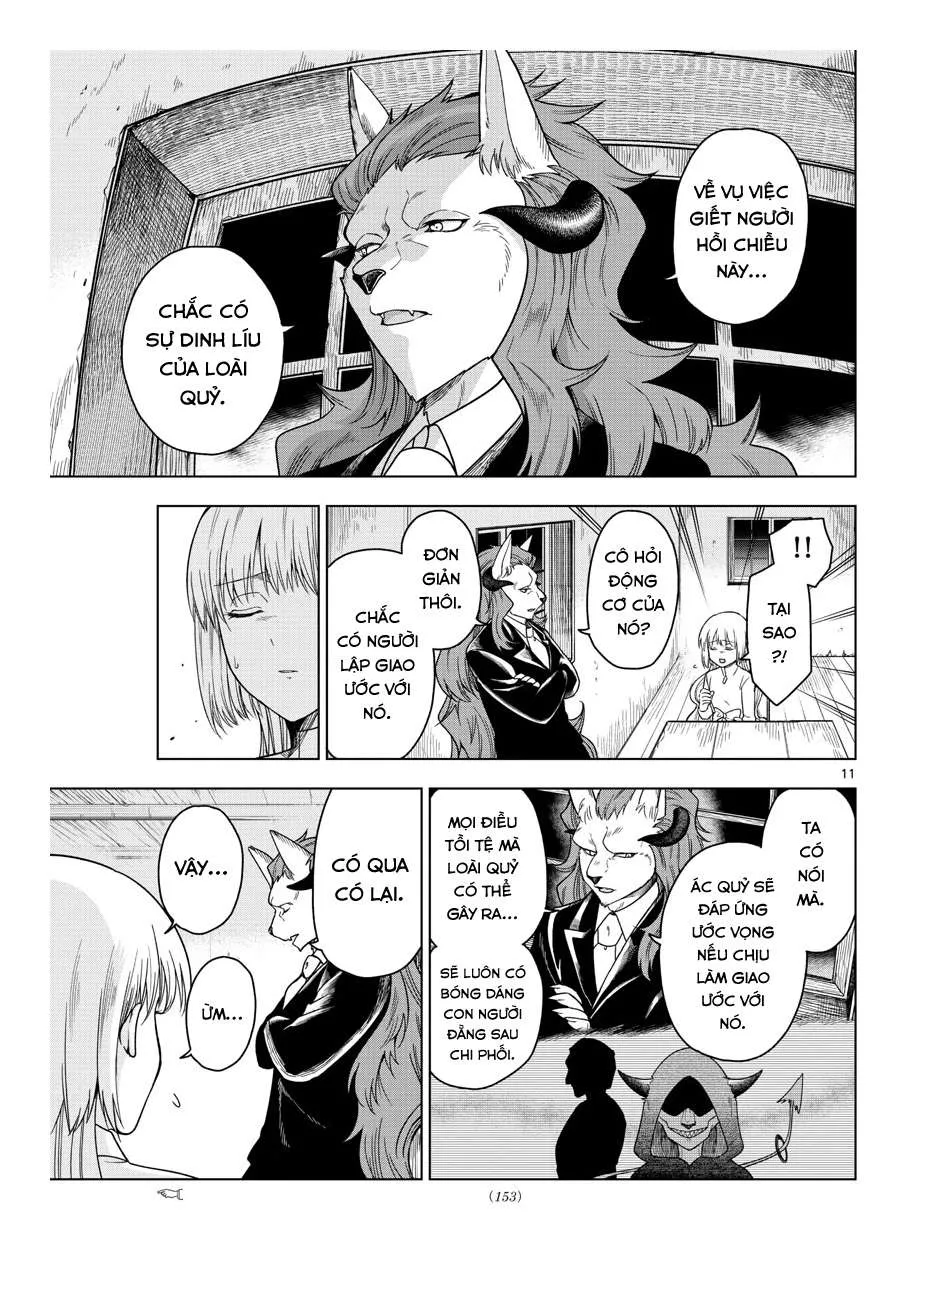 VỀ VỤ VIỆC
GIẾT NGƯỜI
HỒI CHIỀU
NÀY...
CHẮC CÓ
SỰ DINH LÍU
CỦA LOÀI
QUỶ.
!!
TẠI
SAO
?!
CÔ HỎI
ĐỘNG
CƠ CỦA
NÓ?
ĐƠN
GIẢN
THÔI.
CHẮC
CÓ NGƯỜI
LẬP GIAO
ƯỚC VỚI
NÓ.
11
TA
CÓ
NÓI
MÀ.
ÁC QUỶ SẼ
ĐÁP ỨNG
ƯỚC VỌNG
NẾU CHỊU
LÀM GIAO
ƯỚC VỚI
NÓ.
MỌI ĐIỀU
TỒI TỆ MÀ
LOÀI QUỶ
CÓ THỂ
GÂY RA...
SẼ LUÔN CÓ
BÓNG DÁNG
CON NGƯỜI
ĐẰNG SAU
CHI PHỐI.
CÓ QUA
CÓ LẠI.
VẬY...
ỪM...
(153)